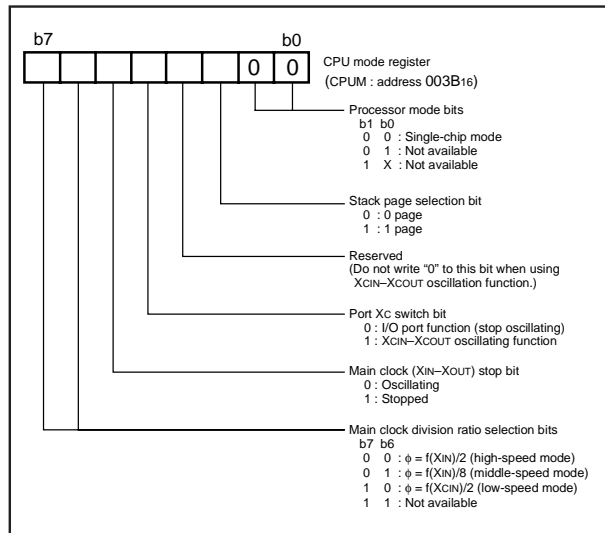 b7 b0
0 0
CPU mode register
(CPUM : address 003B16)
Processor mode bits
b1 b0
0 0 : Single-chip mode
0 1 : Not available
1 X : Not available
Stack page selection bit
0 : 0 page
1 : 1 page
Reserved
(Do not write “0” to this bit when using
XCIN–XCOUT oscillation function.)
Port XC switch bit
0 : I/O port function (stop oscillating)
1 : XCIN–XCOUT oscillating function
Main clock (XIN–XOUT) stop bit
0 : Oscillating
1 : Stopped
Main clock division ratio selection bits
b7 b6
0 0 : ϕ = f(XIN)/2 (high-speed mode)
0 1 : ϕ = f(XIN)/8 (middle-speed mode)
1 0 : ϕ = f(XCIN)/2 (low-speed mode)
1 1 : Not available